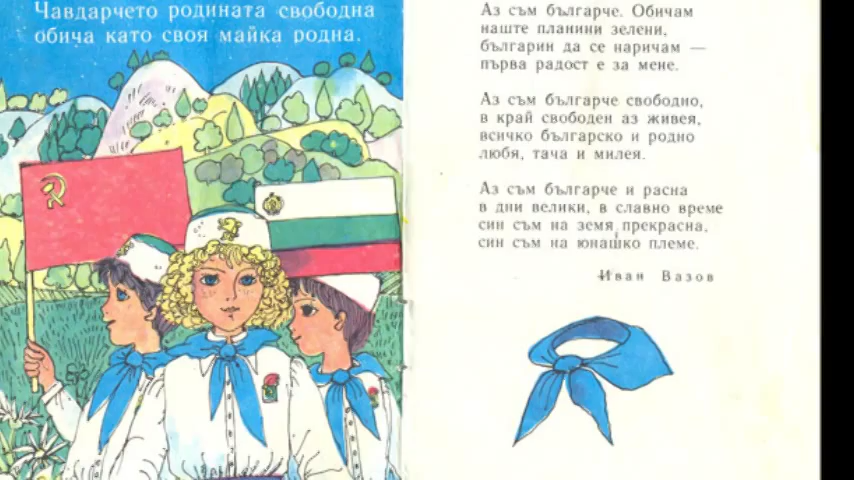 Чавдарчето родината свободна
обича като своя майка родна.
Аз съм българче. Обичам
наште планини зелени,
българин да се наричам —
първа радост е за мене.
Аз съм българче свободно,
в край свободен аз живея,
всичко българско и родно
любя, тача и милея.
Аз съм българче и расна
в дни велики, в славно време
син съм на земя прекрасна,
син съм на юнашко племе.
Иван Вазов